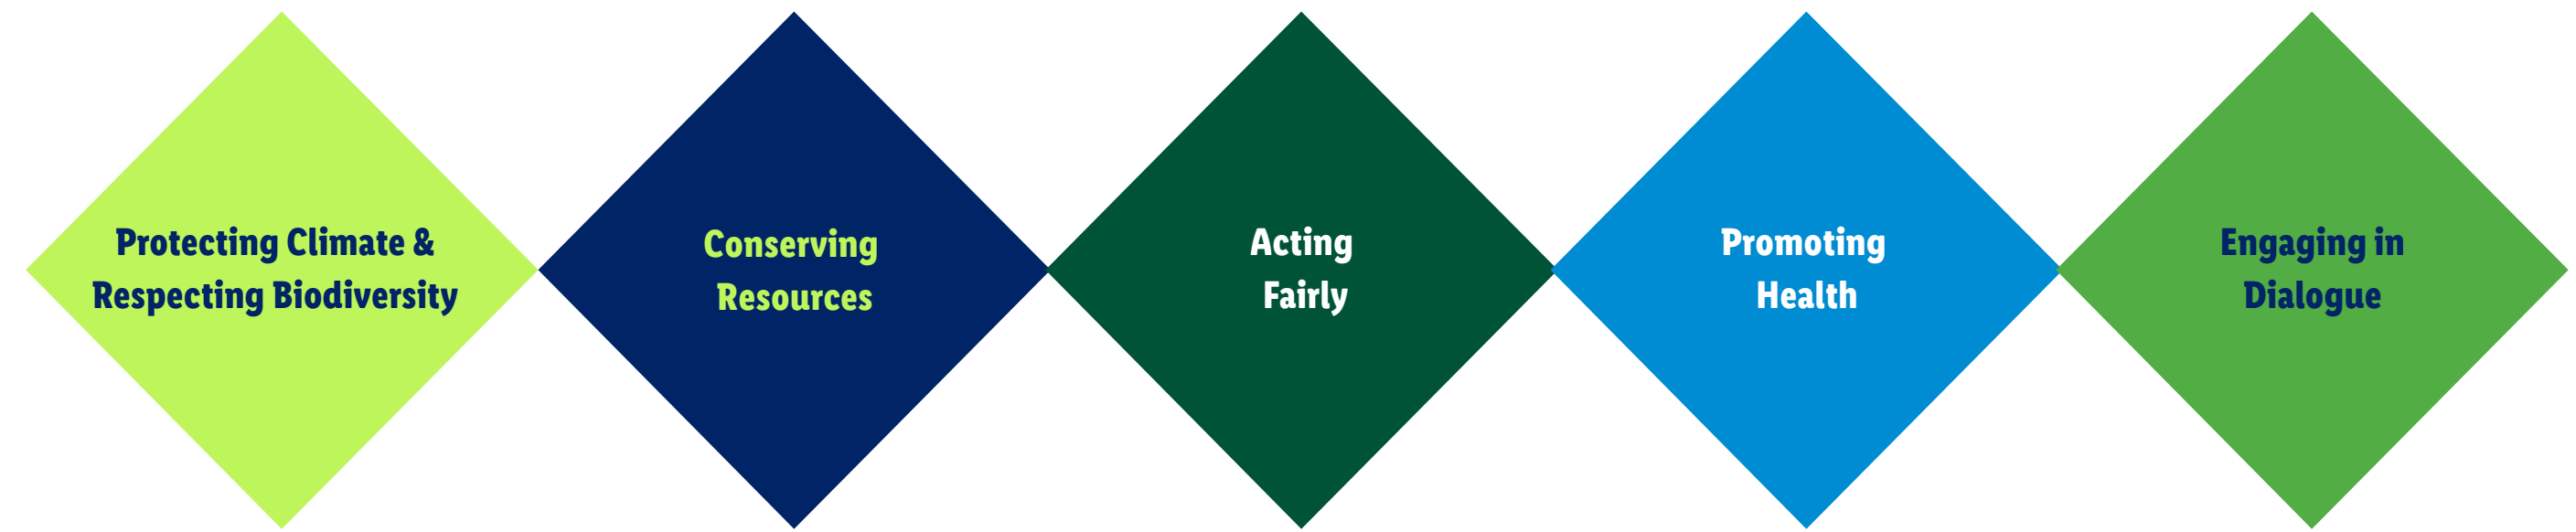 Protecting Climate &
Respecting Biodiversity
Conserving
Resources
Acting
Fairly
Promoting
Health
Engaging in
Dialogue